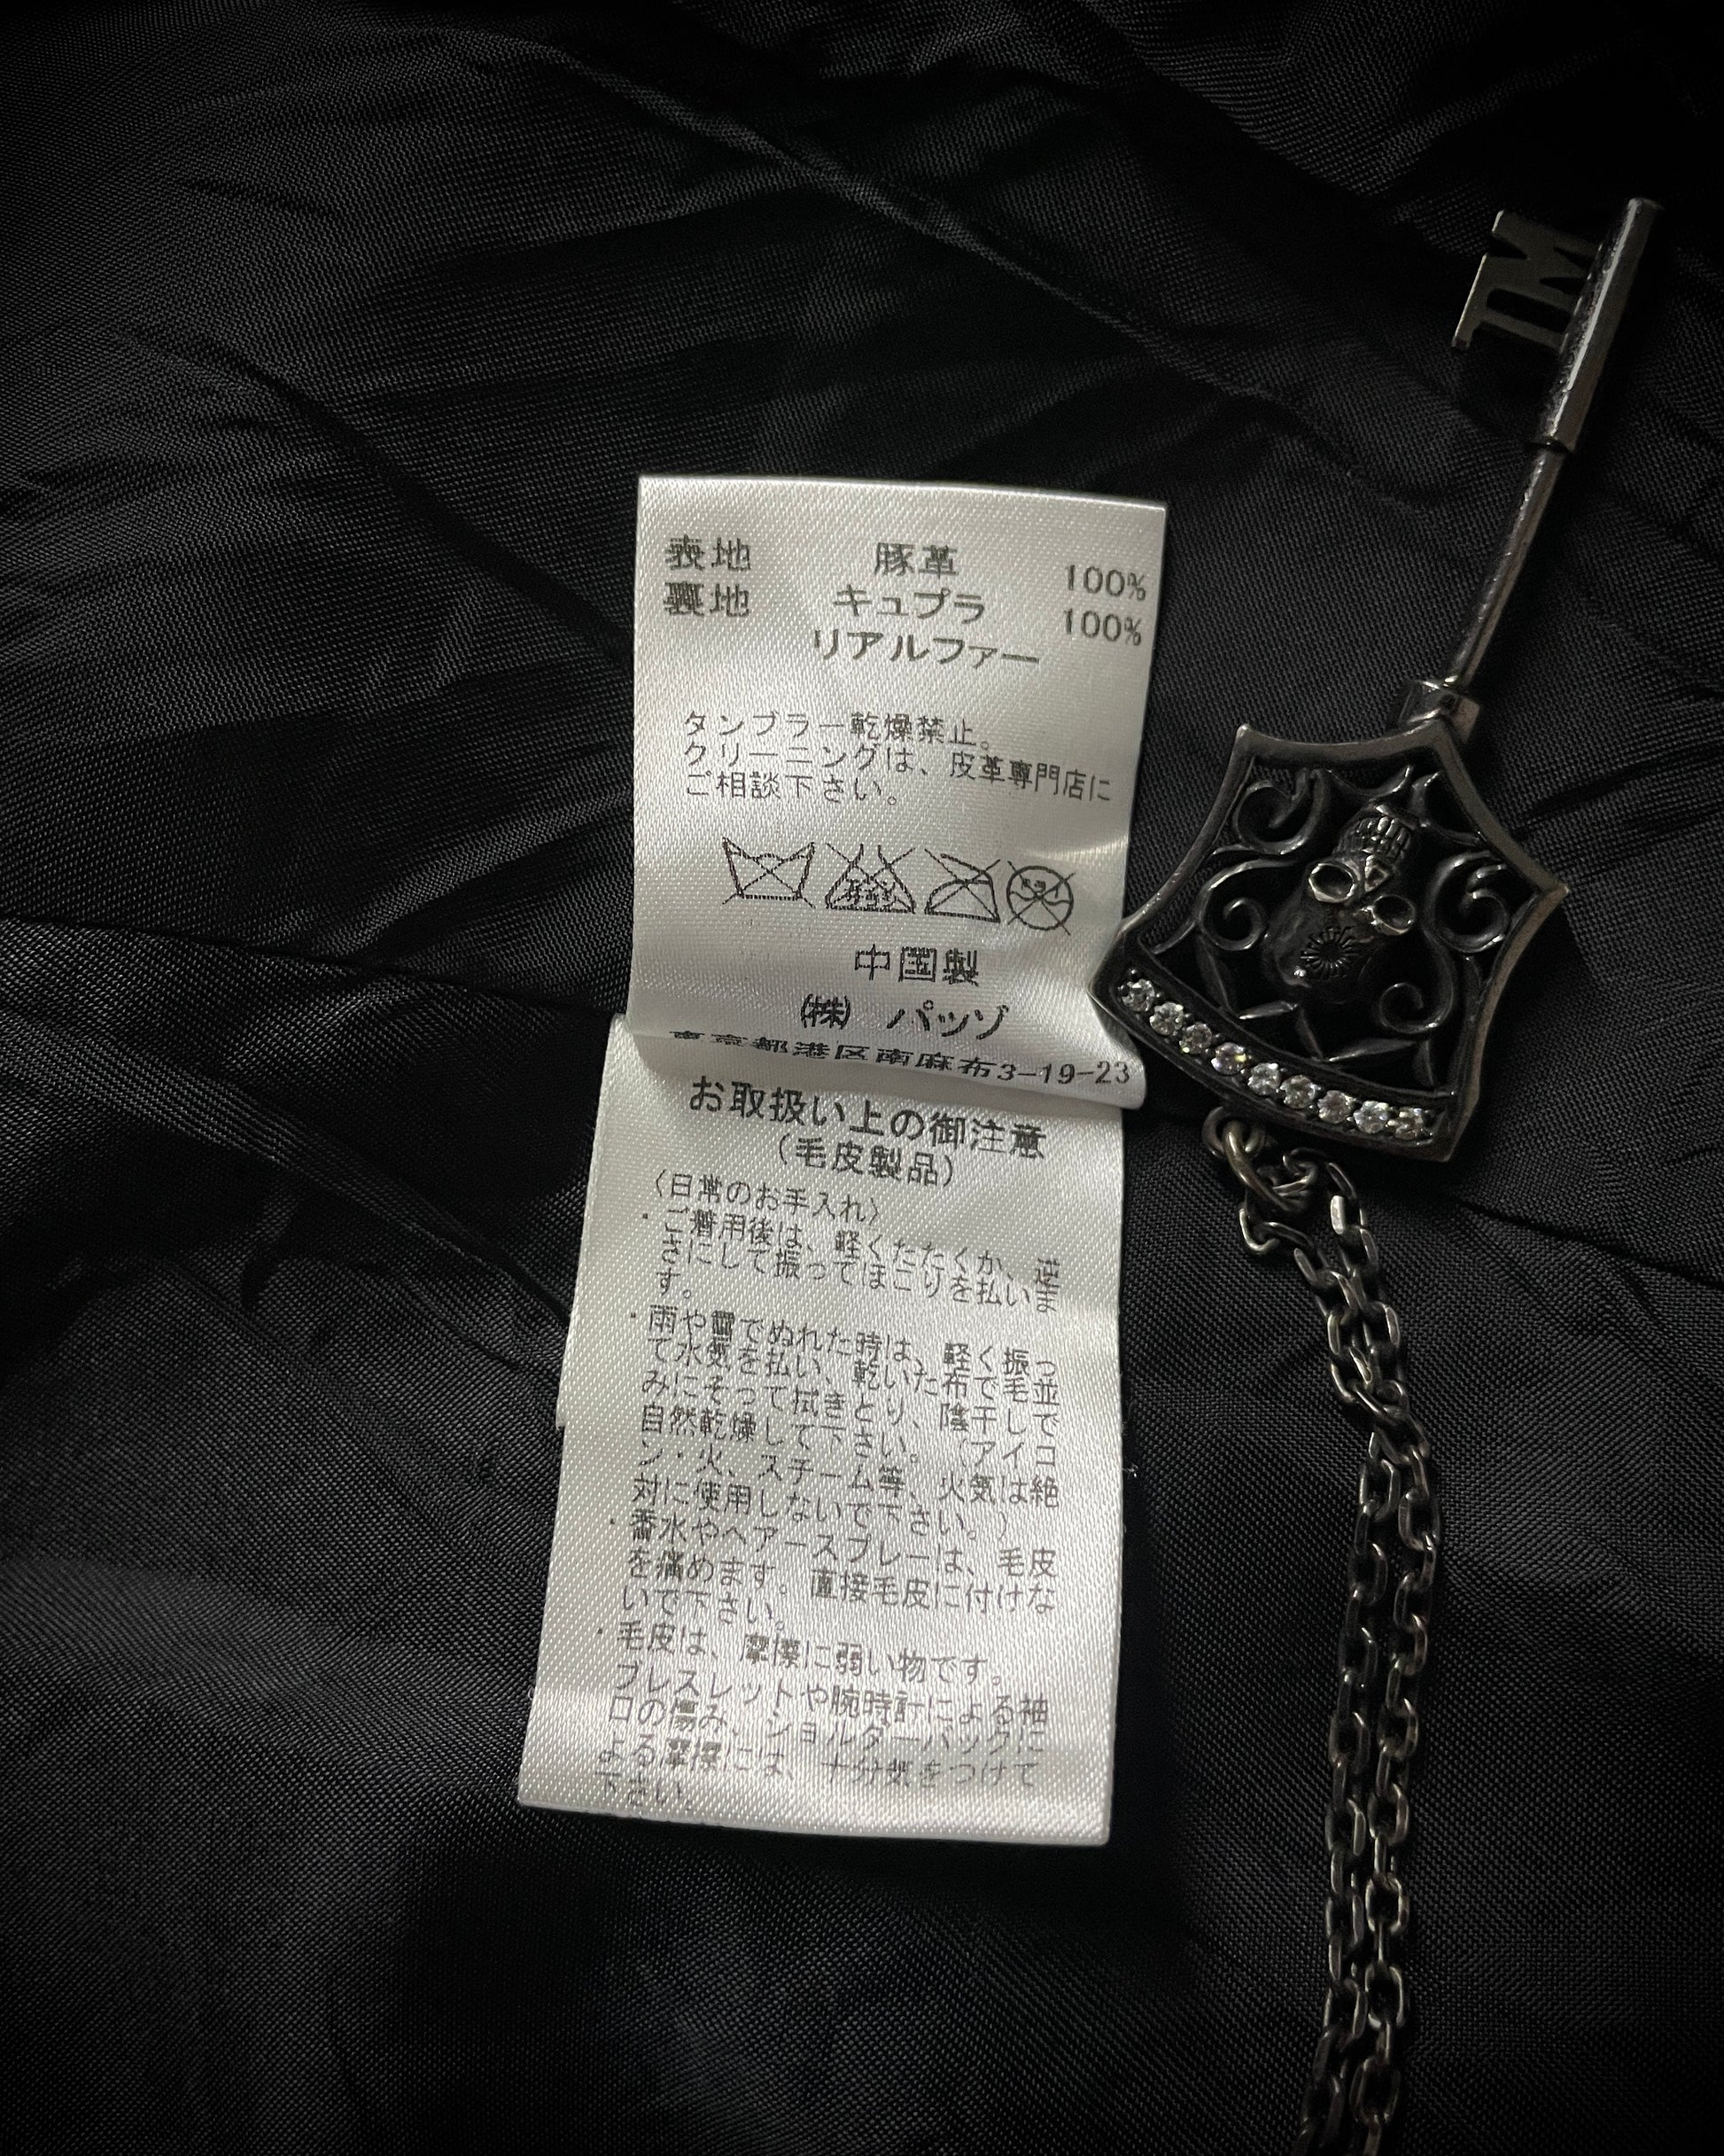 表地 豚革 100%
裏地 キュプラ 100%
リアルファー
タンブラー乾燥禁止。
クリーニングは、皮革専門店に
ご相談下さい。
中国製
(株) パッゾ
東京都港区南麻布3-19-23
お取扱い上の御注意
(毛皮製品)
〈日常のお手入れ〉
・ご着用後は、軽くたたくか、逆
さにして振ってほこりを払いま
す。
・雨や雪でぬれた時は、軽く振っ
て水気を払い、乾いた布で毛並
みにそって拭きとり、陰干しで
自然乾燥して下さい。(アイロ
ン・火、スチーム等、火気は絶
対に使用しないで下さい。)
・香水やヘアースプレーは、毛皮
を痛めます。直接毛皮に付けな
いで下さい。
・毛皮は、摩擦に弱い物です。
ブレスレットや腕時計による袖
口の傷み、ショルダーバックに
よる摩擦には、十分気をつけて
下さい。